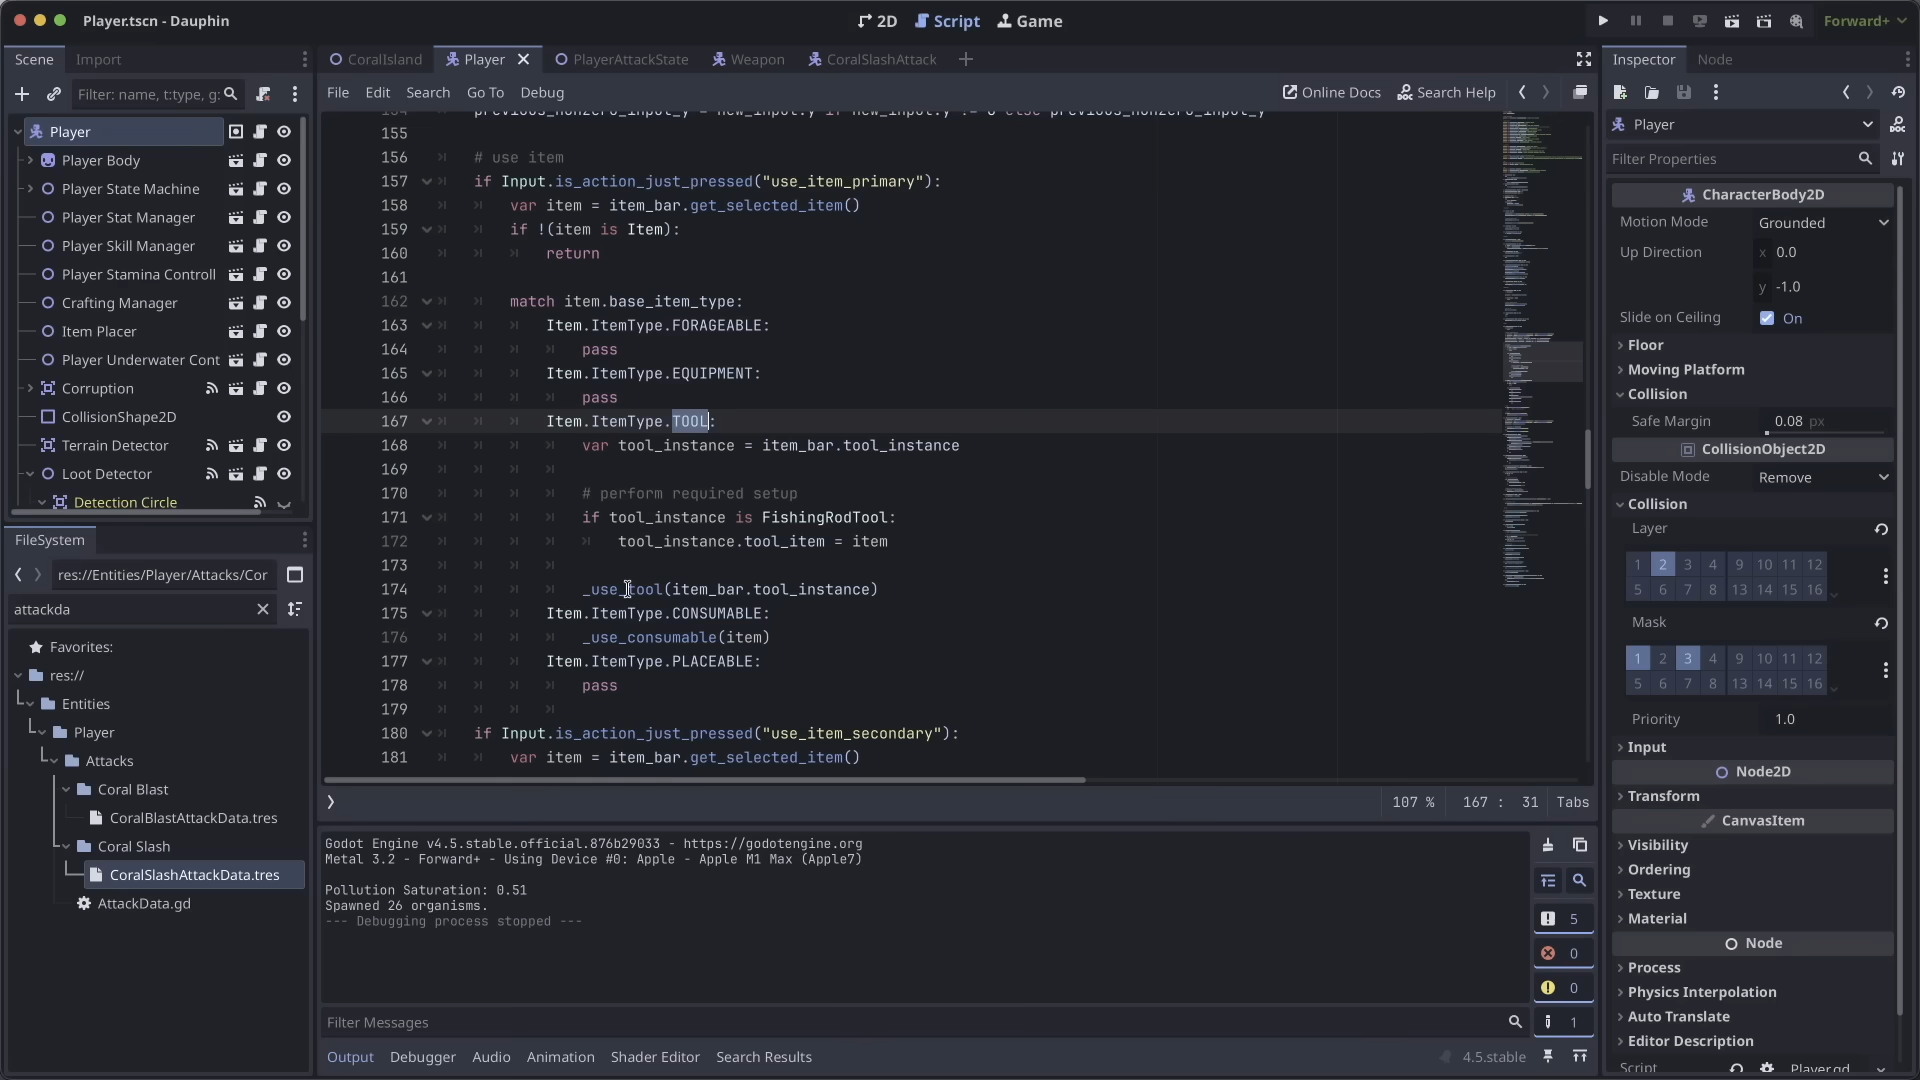 Player.tscn - Dauphin
2D
Script
Game
Forward+
Scene
Import
Filter: name, t:type, g:
Player
Player Body
Player State Machine
Player Stat Manager
Player Skill Manager
Player Stamina Controll
Crafting Manager
Item Placer
Player Underwater Cont
Corruption
CollisionShape2D
Terrain Detector
Loot Detector
Detection Circle
FileSystem
res://Entities/Player/Attacks/Cor
attackda
Favorites:
res://
Entities
Player
Attacks
Coral Blast
CoralBlastAttackData.tres
Coral Slash
CoralSlashAttackData.tres
AttackData.gd
CoralIsland
Player
PlayerAttackState
Weapon
CoralSlashAttack
File Edit Search Go To Debug
Online Docs
Search Help
155
156 # use item
157 if Input.is_action_just_pressed("use_item_primary"):
158 var item = item_bar.get_selected_item()
159 if !(item is Item):
160 return
161
162 match item.base_item_type:
163 Item.ItemType.FORAGEABLE:
164 pass
165 Item.ItemType.EQUIPMENT:
166 pass
167 Item.ItemType.TOOL:
168 var tool_instance = item_bar.tool_instance
169
170 # perform required setup
171 if tool_instance is FishingRodTool:
172 tool_instance.tool_item = item
173
174 _use_tool(item_bar.tool_instance)
175 Item.ItemType.CONSUMABLE:
176 _use_consumable(item)
177 Item.ItemType.PLACEABLE:
178 pass
179
180 if Input.is_action_just_pressed("use_item_secondary"):
181 var item = item_bar.get_selected_item()
107 % 167 : 31 Tabs
Godot Engine v4.5.stable.official.876b29033 - https://godotengine.org
Metal 3.2 - Forward+ - Using Device #0: Apple - Apple M1 Max (Apple7)
Pollution Saturation: 0.51
Spawned 26 organisms.
--- Debugging process stopped ---
5
0
0
1
Filter Messages
Output Debugger Audio Animation Shader Editor Search Results
4.5.stable
Inspector
Node
Player
Filter Properties
CharacterBody2D
Motion Mode Grounded
Up Direction x 0.0
y -1.0
Slide on Ceiling On
Floor
Moving Platform
Collision
Safe Margin 0.08 px
CollisionObject2D
Disable Mode Remove
Collision
Layer
1 2 3 4 9 10 11 12
5 6 7 8 13 14 15 16
Mask
1 2 3 4 9 10 11 12
5 6 7 8 13 14 15 16
Priority 1.0
Input
Node2D
Transform
CanvasItem
Visibility
Ordering
Texture
Material
Node
Process
Physics Interpolation
Auto Translate
Editor Description
Script Player.gd